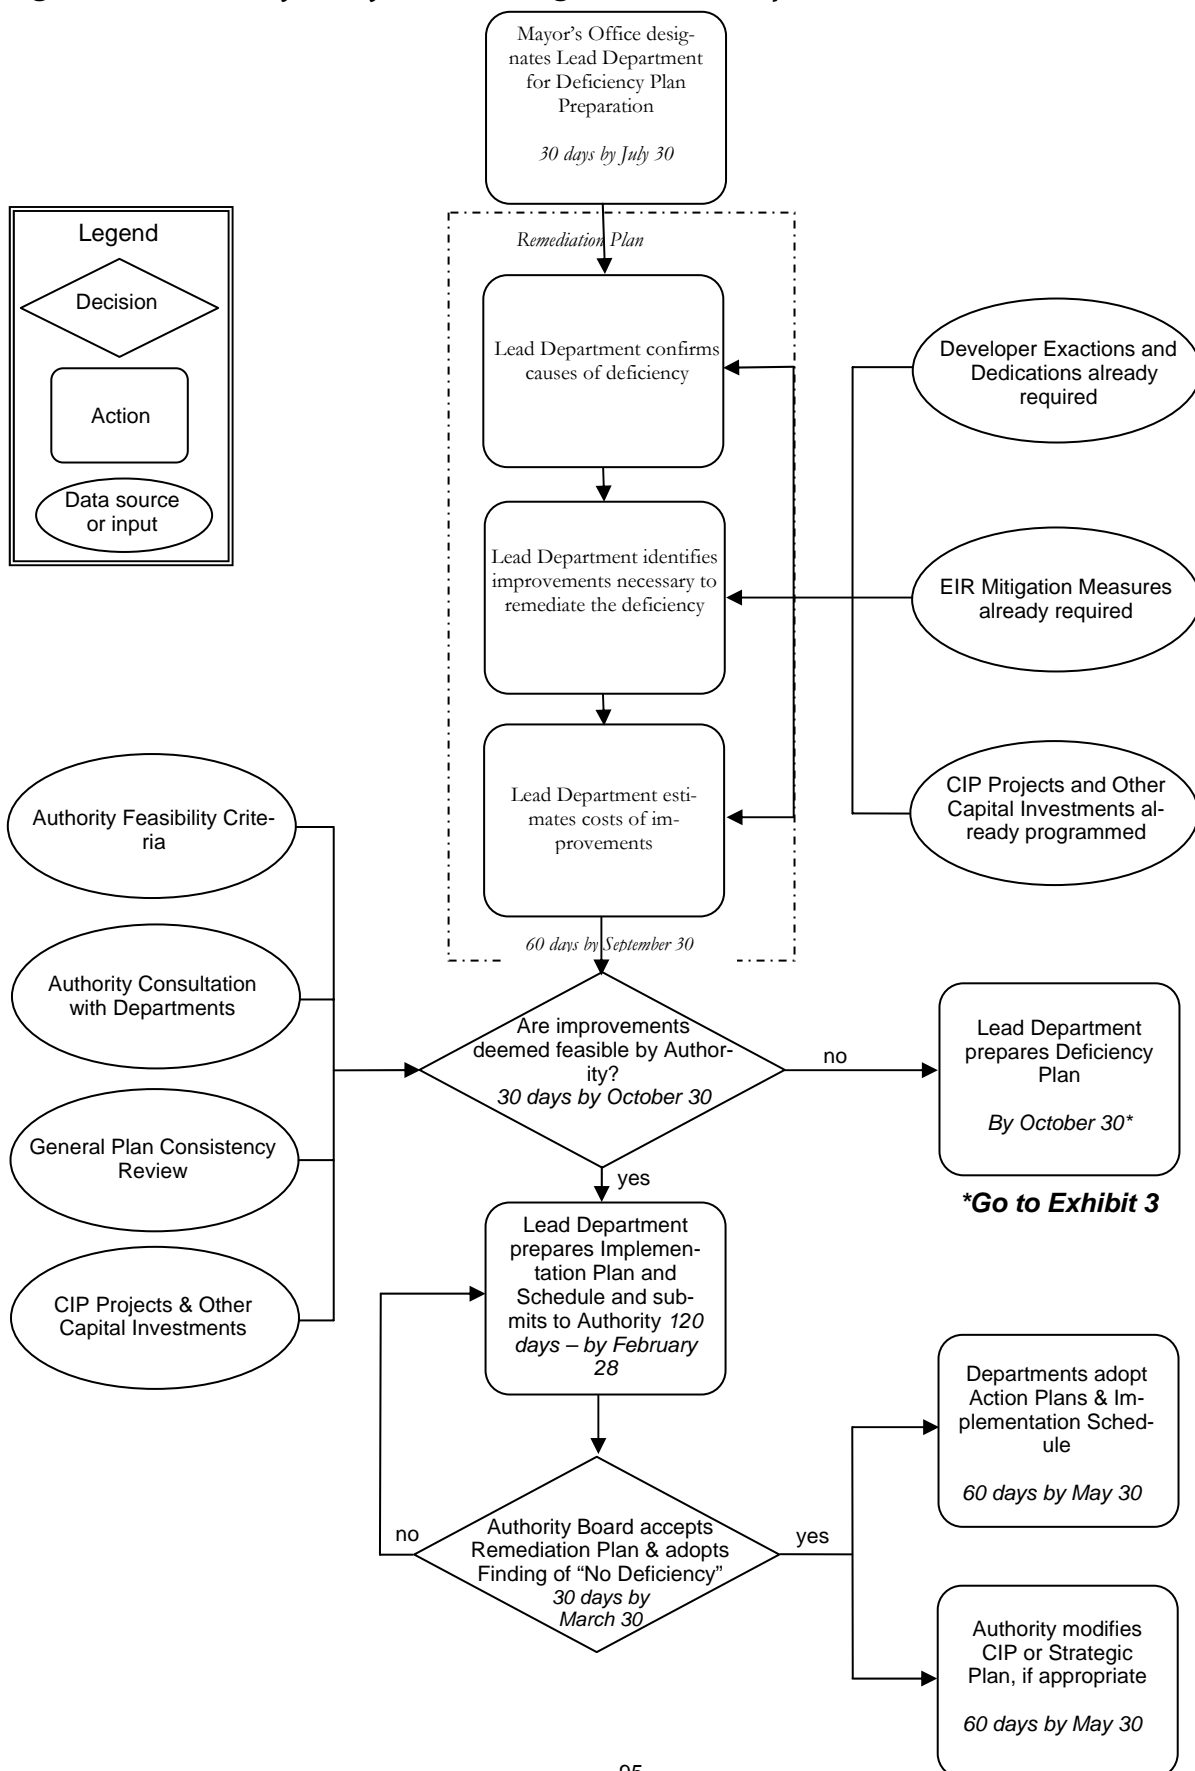 Mayor's Office desig-
nates Lead Department
for Deficiency Plan
Preparation
30 days by July 30
Legend
Decision
Action
Data source
or input
Remediation Plan
Lead Department confirms
causes of deficiency
Lead Department identifies
improvements necessary to
remediate the deficiency
Lead Department esti-
mates costs of im-
provements
60 days by September 30
Developer Exactions and
Dedications already
required
EIR Mitigation Measures
already required
CIP Projects and Other
Capital Investments al-
ready programmed
Authority Feasibility Crite-
ria
Authority Consultation
with Departments
General Plan Consistency
Review
CIP Projects & Other
Capital Investments
Are improvements
deemed feasible by Author-
ity?
30 days by October 30
no
Lead Department
prepares Deficiency
Plan
By October 30*
*Go to Exhibit 3
yes
Lead Department
prepares Implemen-
tation Plan and
Schedule and sub-
mits to Authority 120
days – by February
28
no
Authority Board accepts
Remediation Plan & adopts
Finding of “No Deficiency”
30 days by
March 30
yes
Departments adopt
Action Plans & Im-
plementation Sched-
ule
60 days by May 30
Authority modifies
CIP or Strategic
Plan, if appropriate
60 days by May 30